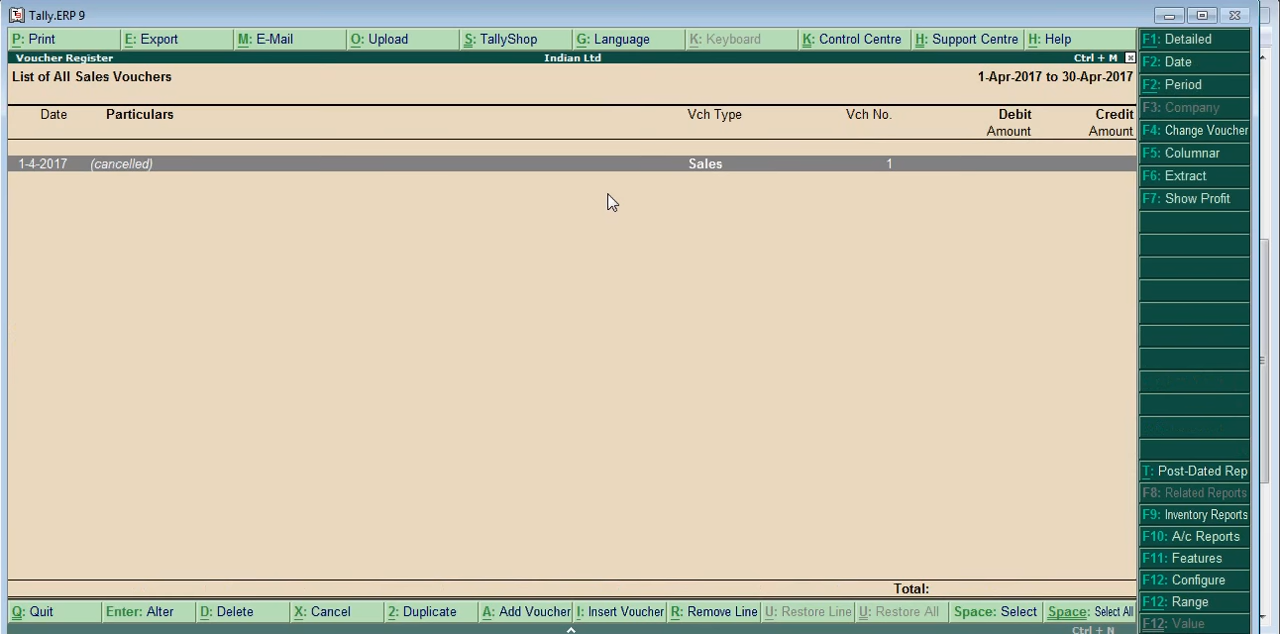 Tally.ERP 9
P: Print E: Export M: E-Mail O: Upload S: TallyShop G: Language K: Keyboard K: Control Centre H: Support Centre H: Help
Voucher Register Indian Ltd Ctrl + M
List of All Sales Vouchers 1-Apr-2017 to 30-Apr-2017
Date Particulars Vch Type Vch No. Debit Credit
Amount Amount
1-4-2017 (cancelled) Sales 1
Total:
Q: Quit Enter: Alter D: Delete X: Cancel 2: Duplicate A: Add Voucher I: Insert Voucher R: Remove Line U: Restore Line U: Restore All Space: Select Space: Select All
Ctrl + N
F1: Detailed
F2: Date
F2: Period
F3: Company
F4: Change Voucher
F5: Columnar
F6: Extract
F7: Show Profit
T: Post-Dated Rep
F8: Related Reports
F9: Inventory Reports
F10: A/c Reports
F11: Features
F12: Configure
F12: Range
F12: Value